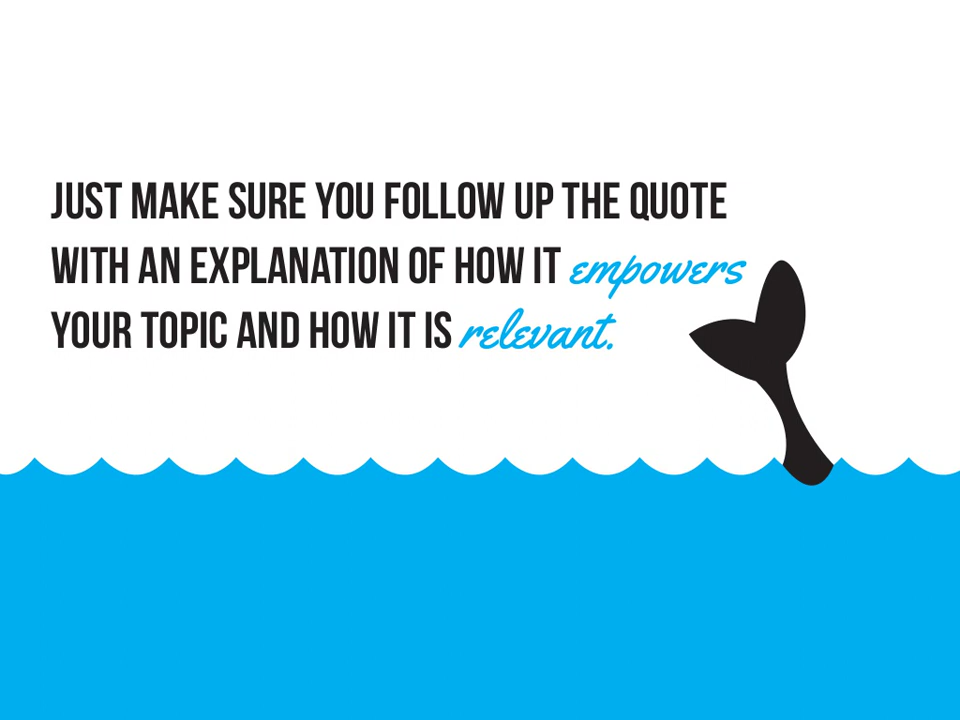 JUST MAKE SURE YOU FOLLOW UP THE QUOTE
WITH AN EXPLANATION OF HOW IT empowers
YOUR TOPIC AND HOW IT IS relevant.